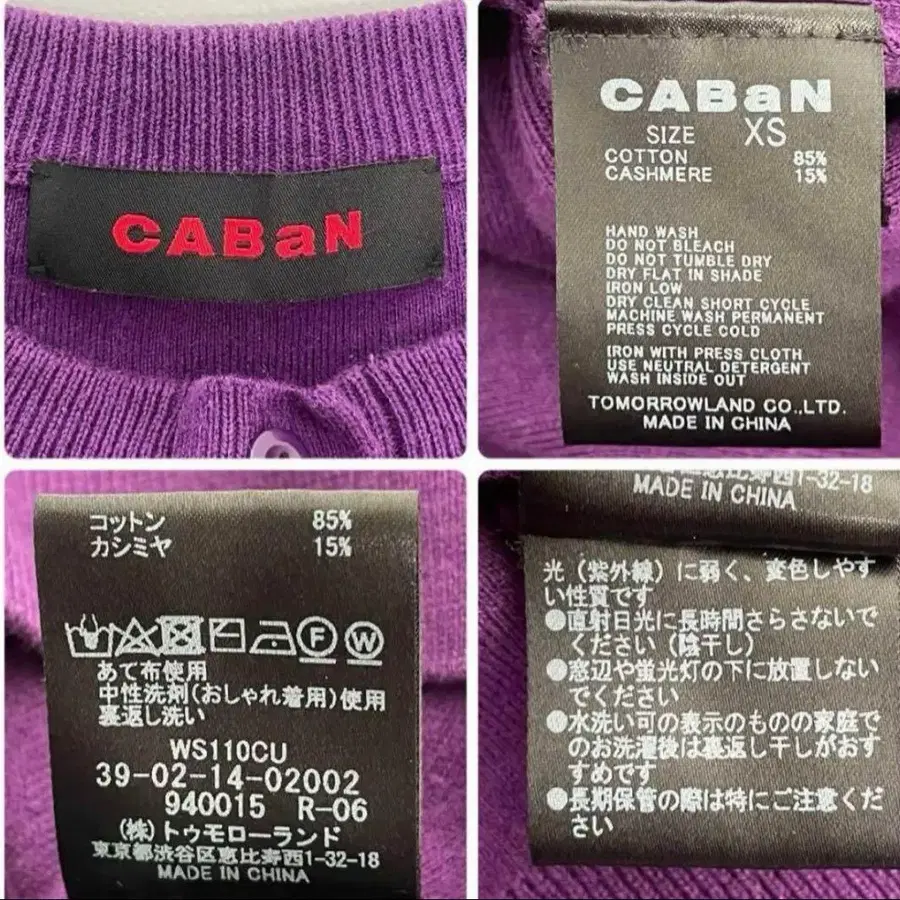 CABaN
CABaN
SIZE XS
COTTON 85%
CASHMERE 15%
HAND WASH
DO NOT BLEACH
DO NOT TUMBLE DRY
DRY FLAT IN SHADE
IRON LOW
DRY CLEAN SHORT CYCLE
MACHINE WASH PERMANENT
PRESS CYCLE COLD
IRON WITH PRESS CLOTH
USE NEUTRAL DETERGENT
WASH INSIDE OUT
TOMORROWLAND CO.,LTD.
MADE IN CHINA
コットン 85%
カシミヤ 15%
F W
あて布使用
中性洗剤(おしゃれ着用)使用
裏返し洗い
WS110CU
39-02-14-02002
940015 R-06
(株)トゥモローランド
東京都渋谷区恵比寿西1-32-18
MADE IN CHINA
恵比寿西1-32-18
MADE IN CHINA
光(紫外線)に弱く、変色しやす
い性質です
●直射日光に長時間さらさないで
ください(陰干し)
●窓辺や蛍光灯の下に放置しない
でください
●水洗い可の表示のものの家庭で
のお洗濯後は裏返し干しがおす
すめです
●長期保管の際は特にご注意くだ
さい